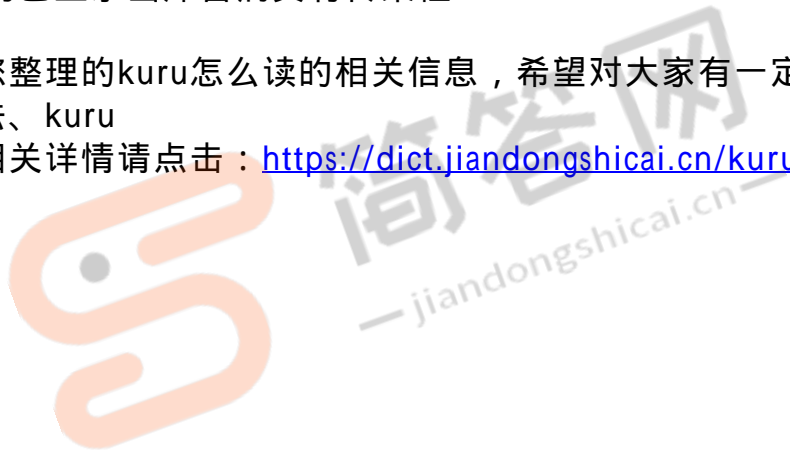 整理的kuru怎么读的相关信息，希望对大家有一定
、kuru
相关详情请点击：https://dict.jiandongshicai.cn/kuru
简答网
jiandongshicai.cn